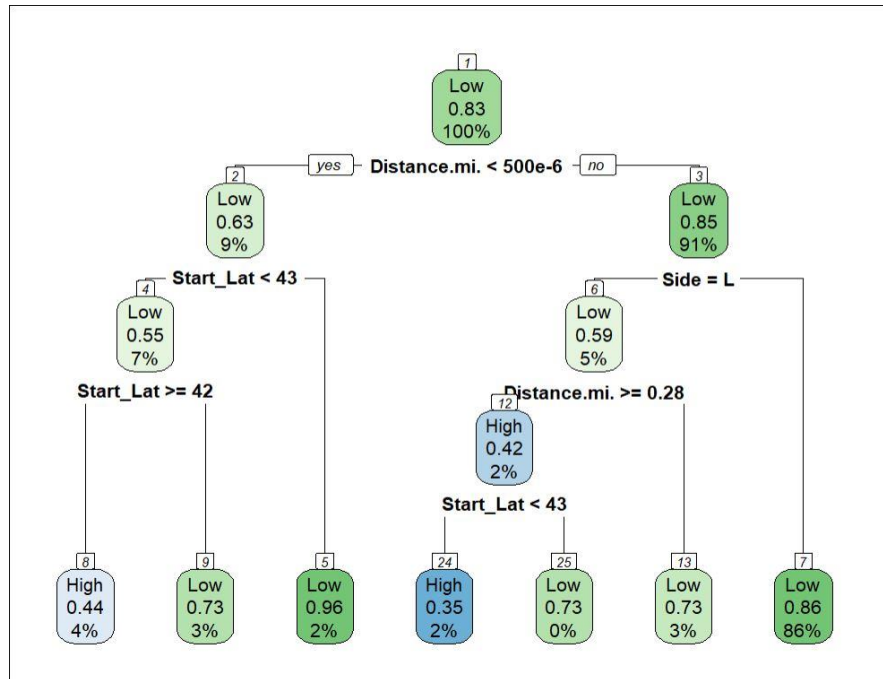 1
Low
0.83
100%
yes Distance.mi. < 500e-6 no
2
Low
0.63
9%
3
Low
0.85
91%
Start_Lat < 43
Side = L
4
Low
0.55
7%
6
Low
0.59
5%
Start_Lat >= 42
Distance.mi. >= 0.28
12
High
0.42
2%
Start_Lat < 43
8
High
0.44
4%
9
Low
0.73
3%
5
Low
0.96
2%
24
High
0.35
2%
25
Low
0.73
0%
13
Low
0.73
3%
7
Low
0.86
86%